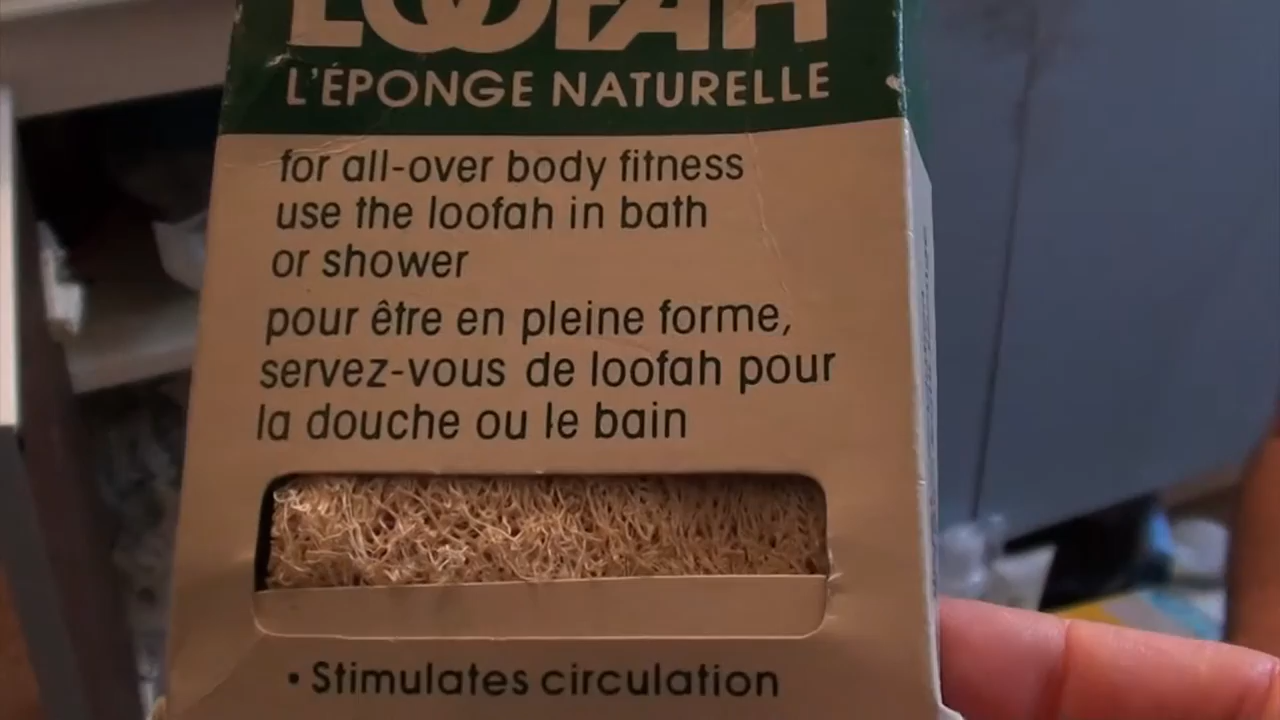 LOOFAH
L'ÉPONGE NATURELLE
for all-over body fitness
use the loofah in bath
or shower
pour être en pleine forme,
servez-vous de loofah pour
la douche ou le bain
• Stimulates circulation